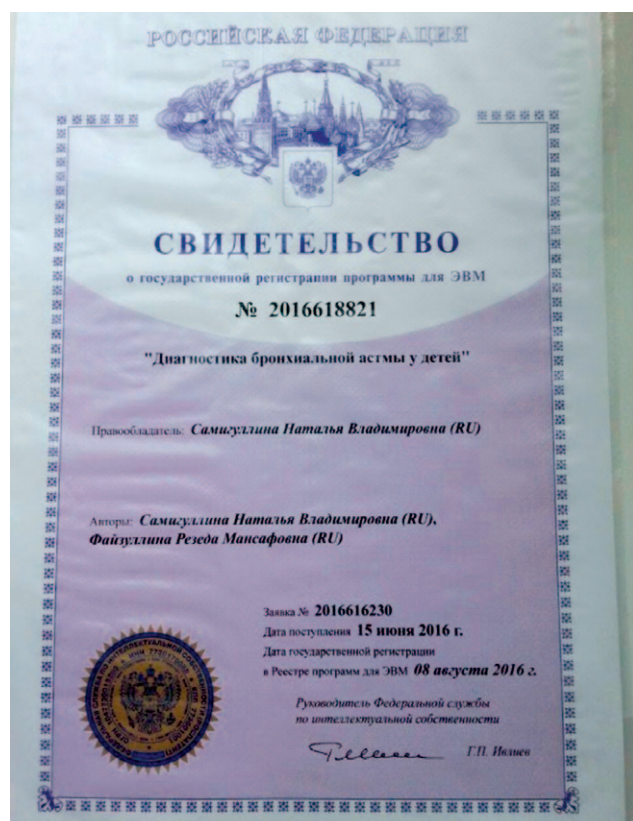 РОССИЙСКАЯ ФЕДЕРАЦИЯ
СВИДЕТЕЛЬСТВО
о государственной регистрации программы для ЭВМ
№ 2016618821
"Диагностика бронхиальной астмы у детей"
Правообладатель: Самигуллина Наталья Владимировна (RU)
Авторы: Самигуллина Наталья Владимировна (RU),
Файзуллина Резеда Мансафовна (RU)
Заявка № 2016616230
Дата поступления 15 июня 2016 г.
Дата государственной регистрации
в Реестре программ для ЭВМ 08 августа 2016 г.
Руководитель Федеральной службы
по интеллектуальной собственности
Г.П. Ивлиев